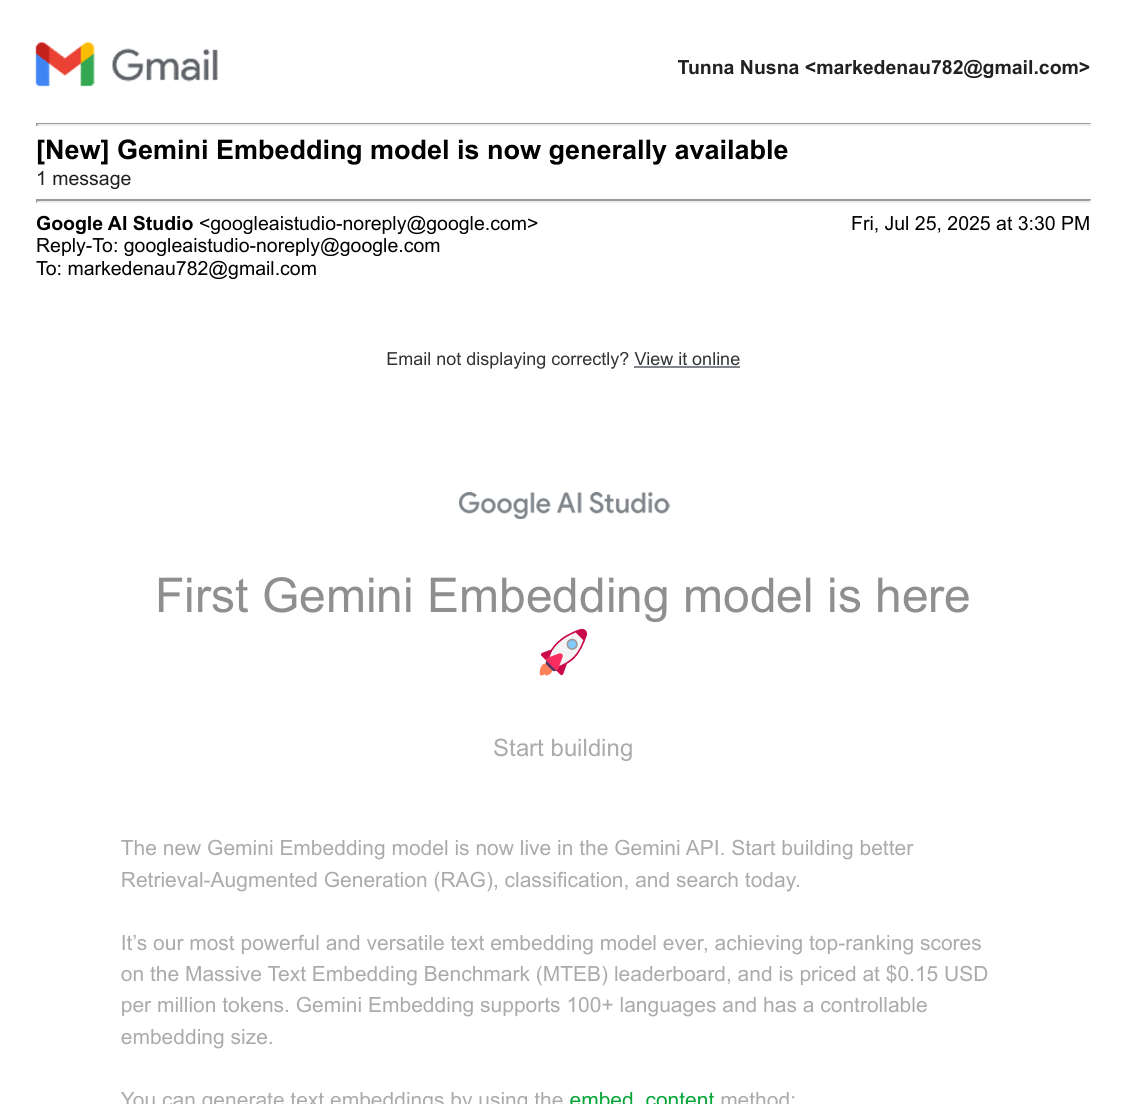 Gmail
Tunna Nusna <markedenau782@gmail.com>
[New] Gemini Embedding model is now generally available
1 message
Google AI Studio <googleaistudio-noreply@google.com>
Fri, Jul 25, 2025 at 3:30 PM
Reply-To: googleaistudio-noreply@google.com
To: markedenau782@gmail.com
Email not displaying correctly? View it online
Google AI Studio
First Gemini Embedding model is here
🚀
Start building
The new Gemini Embedding model is now live in the Gemini API. Start building better
Retrieval-Augmented Generation (RAG), classification, and search today.
It’s our most powerful and versatile text embedding model ever, achieving top-ranking scores
on the Massive Text Embedding Benchmark (MTEB) leaderboard, and is priced at $0.15 USD
per million tokens. Gemini Embedding supports 100+ languages and has a controllable
embedding size.
You can generate text embeddings by using the embed_content method: